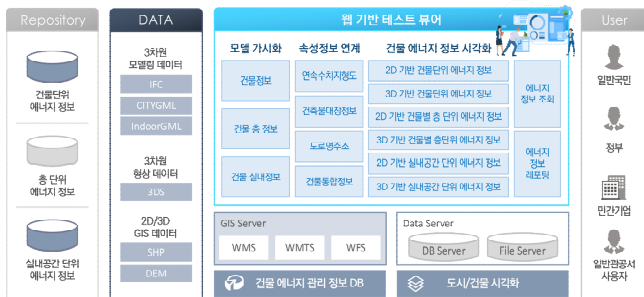 Repository
건물단위
에너지 정보
층 단위
에너지 정보
실내공간 단위
에너지 정보
DATA
3차원
모델링 데이터
IFC
CITYGML
IndoorGML
3차원
형상 데이터
3DS
2D/3D
GIS 데이터
SHP
DEM
웹 기반 테스트 뷰어
모델 가시화
건물정보
건물 층 정보
건물 실내정보
속성정보 연계
연속수치지형도
건축물대장정보
도로명주소
건물통합정보
건물 에너지 정보 시각화
2D 기반 건물단위 에너지 정보
3D 기반 건물단위 에너지 정보
2D 기반 건물별 층 단위 에너지 정보
3D 기반 건물별 층단위 에너지 정보
2D 기반 실내공간 단위 에너지 정보
3D 기반 실내공간 단위 에너지 정보
에너지
정보 조회
에너지
정보
레포팅
GIS Server
WMS
WMTS
WFS
Data Server
DB Server
File Server
건물 에너지 관리 정보 DB
도시/건물 시각화
User
일반국민
정부
민간기업
일반관공서
사용자